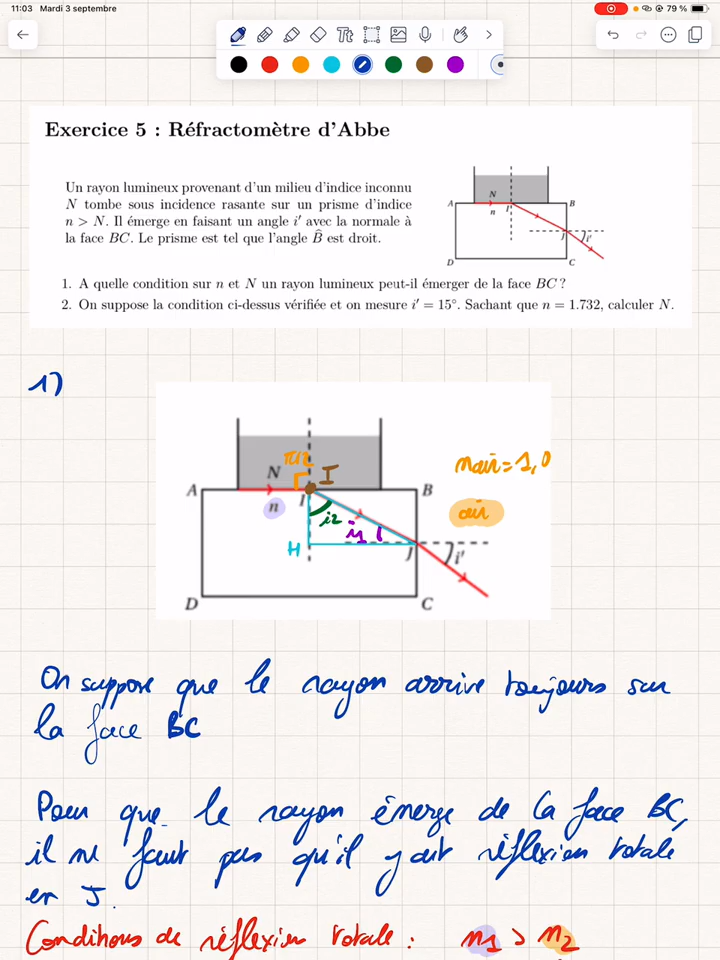 11:03 Mardi 3 septembre
79 %
Exercice 5 : Réfractomètre d'Abbe
Un rayon lumineux provenant d'un milieu d'indice inconnu
N tombe sous incidence rasante sur un prisme d'indice
n > N. Il émerge en faisant un angle i′ avec la normale à
la face BC. Le prisme est tel que l'angle B̂ est droit.
N
A
I
B
n
J
i′
D
C
1. A quelle condition sur n et N un rayon lumineux peut-il émerger de la face BC ?
2. On suppose la condition ci-dessus vérifiée et on mesure i′ = 15°. Sachant que n = 1.732, calculer N.
1)
π/2
N
I
nair = 1,0
A
I
B
n
i2
air
H
i1
J
i′
D
C
On suppose que le rayon arrive toujours sur
la face BC
Pour que le rayon émerge de la face BC,
il ne faut pas qu'il y ait réflexion totale
en J.
Conditions de réflexion totale : n1 > n2